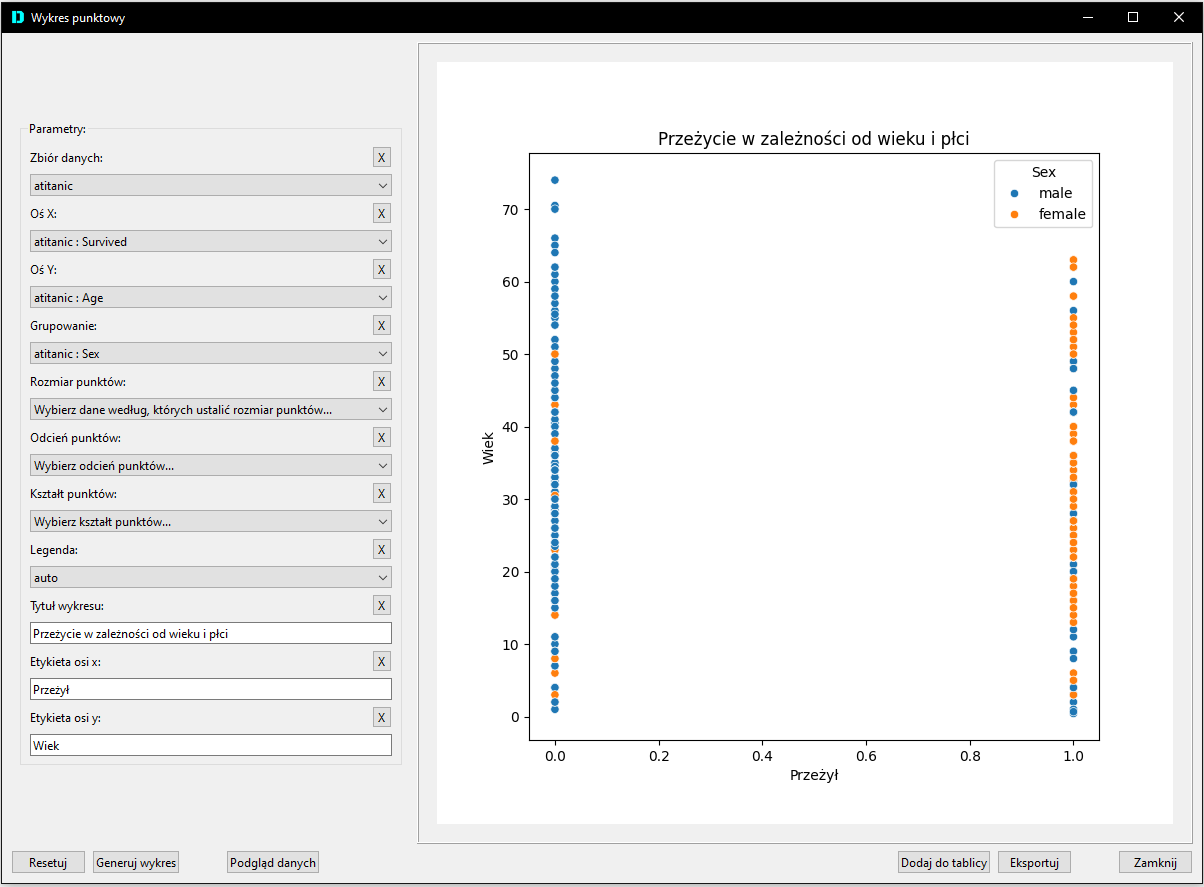 Wykres punktowy
Parametry:
Zbiór danych:
X
atitanic
Oś X:
X
atitanic : Survived
Oś Y:
X
atitanic : Age
Grupowanie:
X
atitanic : Sex
Rozmiar punktów:
X
Wybierz dane według, których ustalić rozmiar punktów...
Odcień punktów:
X
Wybierz odcień punktów...
Kształt punktów:
X
Wybierz kształt punktów...
Legenda:
X
auto
Tytuł wykresu:
X
Przeżycie w zależności od wieku i płci
Etykieta osi x:
X
Przeżył
Etykieta osi y:
X
Wiek
Przeżycie w zależności od wieku i płci
Sex
male
female
70
60
50
40
30
20
10
0
Wiek
0.0 0.2 0.4 0.6 0.8 1.0
Przeżył
Resetuj
Generuj wykres
Podgląd danych
Dodaj do tablicy
Eksportuj
Zamknij